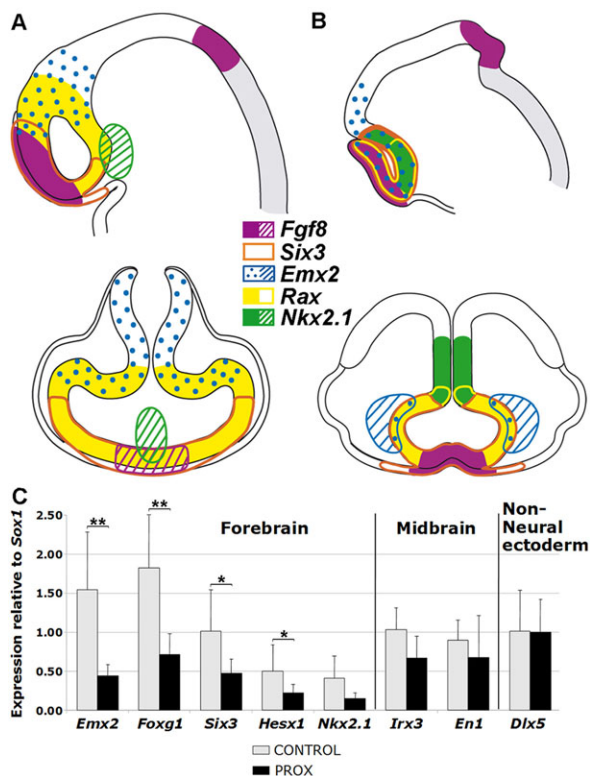 A
B
Fgf8
Six3
Emx2
Rax
Nkx2.1
C
Expression relative to Sox1
2.50
2.00
1.50
1.00
0.50
0.00
**
**
*
*
Forebrain
Midbrain
Non-
Neural
ectoderm
Emx2 Foxg1 Six3 Hesx1 Nkx2.1 Irx3 En1 Dlx5
CONTROL
PROX